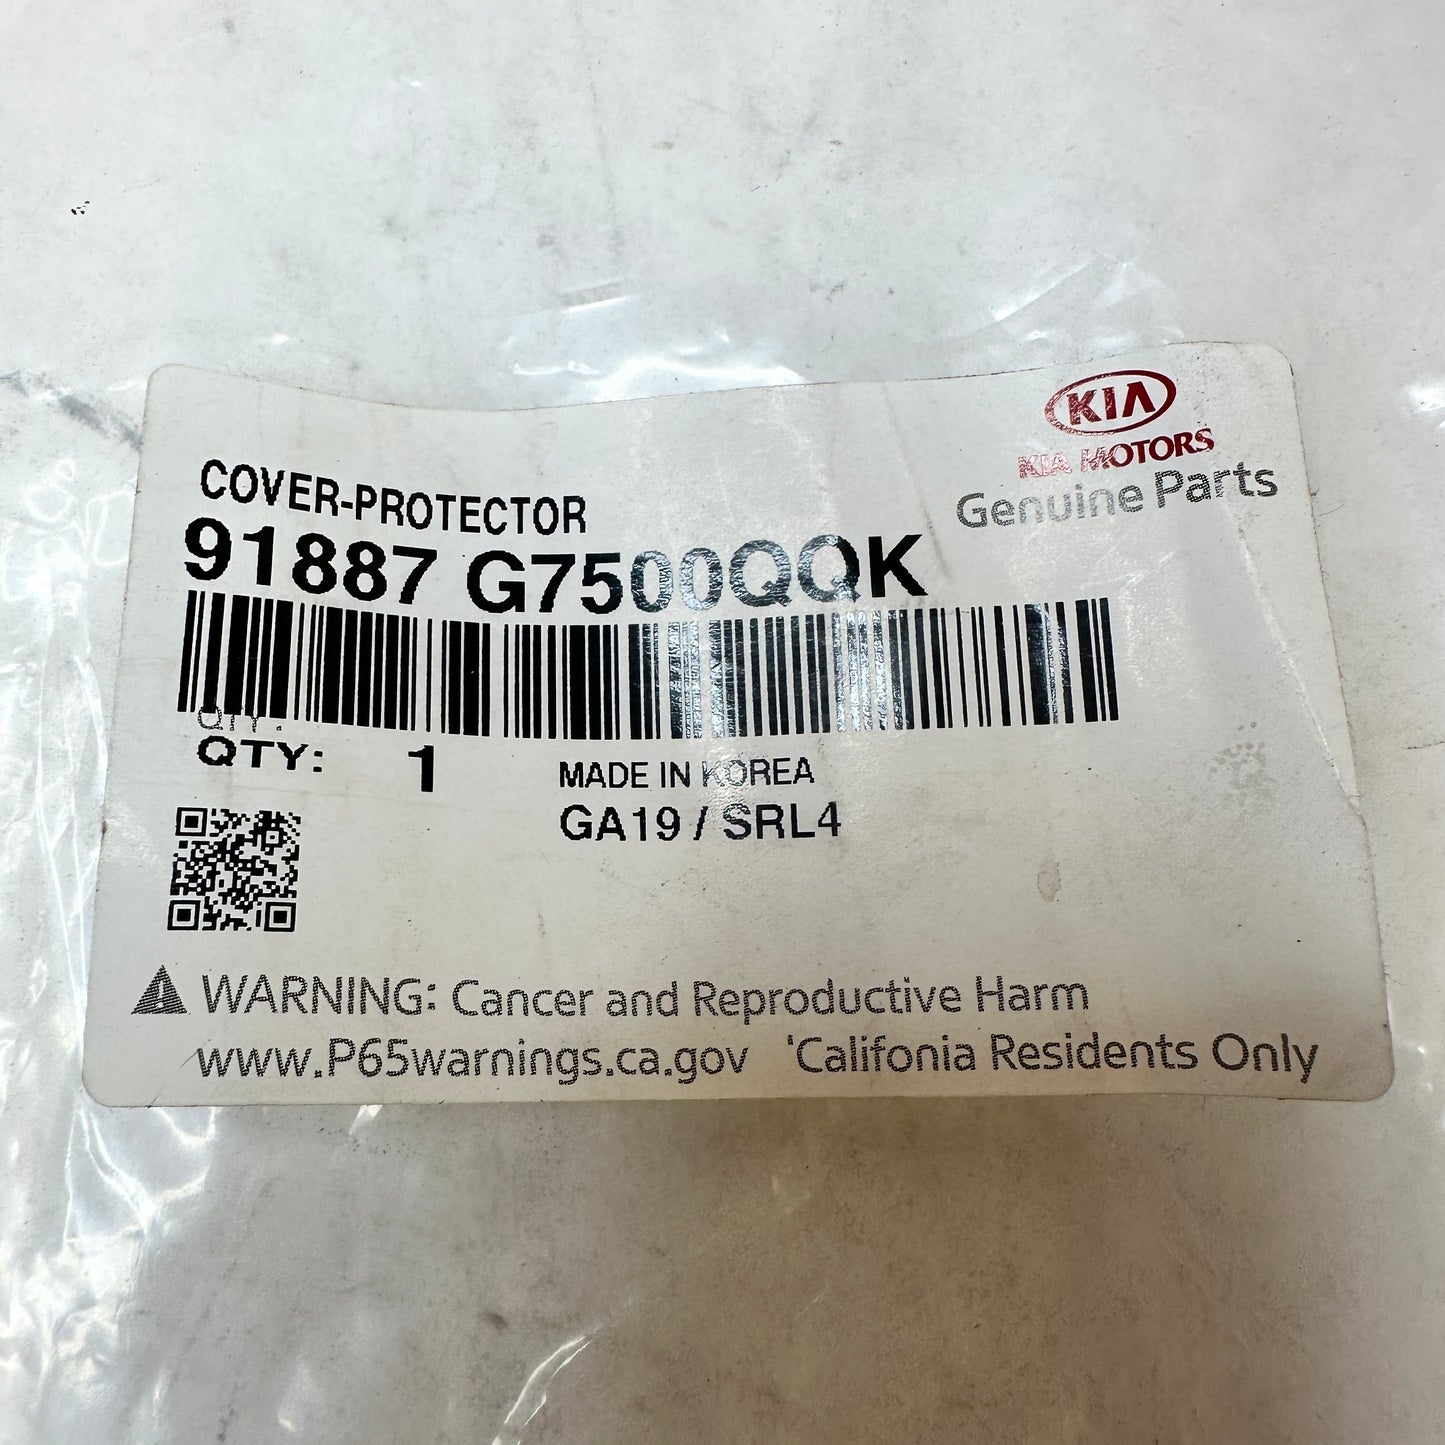 KIA
KIA MOTORS
Genuine Parts
COVER-PROTECTOR
91887 G7500QQK
QTY:
QTY: 1
MADE IN KOREA
GA19 / SRL4
WARNING: Cancer and Reproductive Harm
www.P65warnings.ca.gov 'Califonia Residents Only